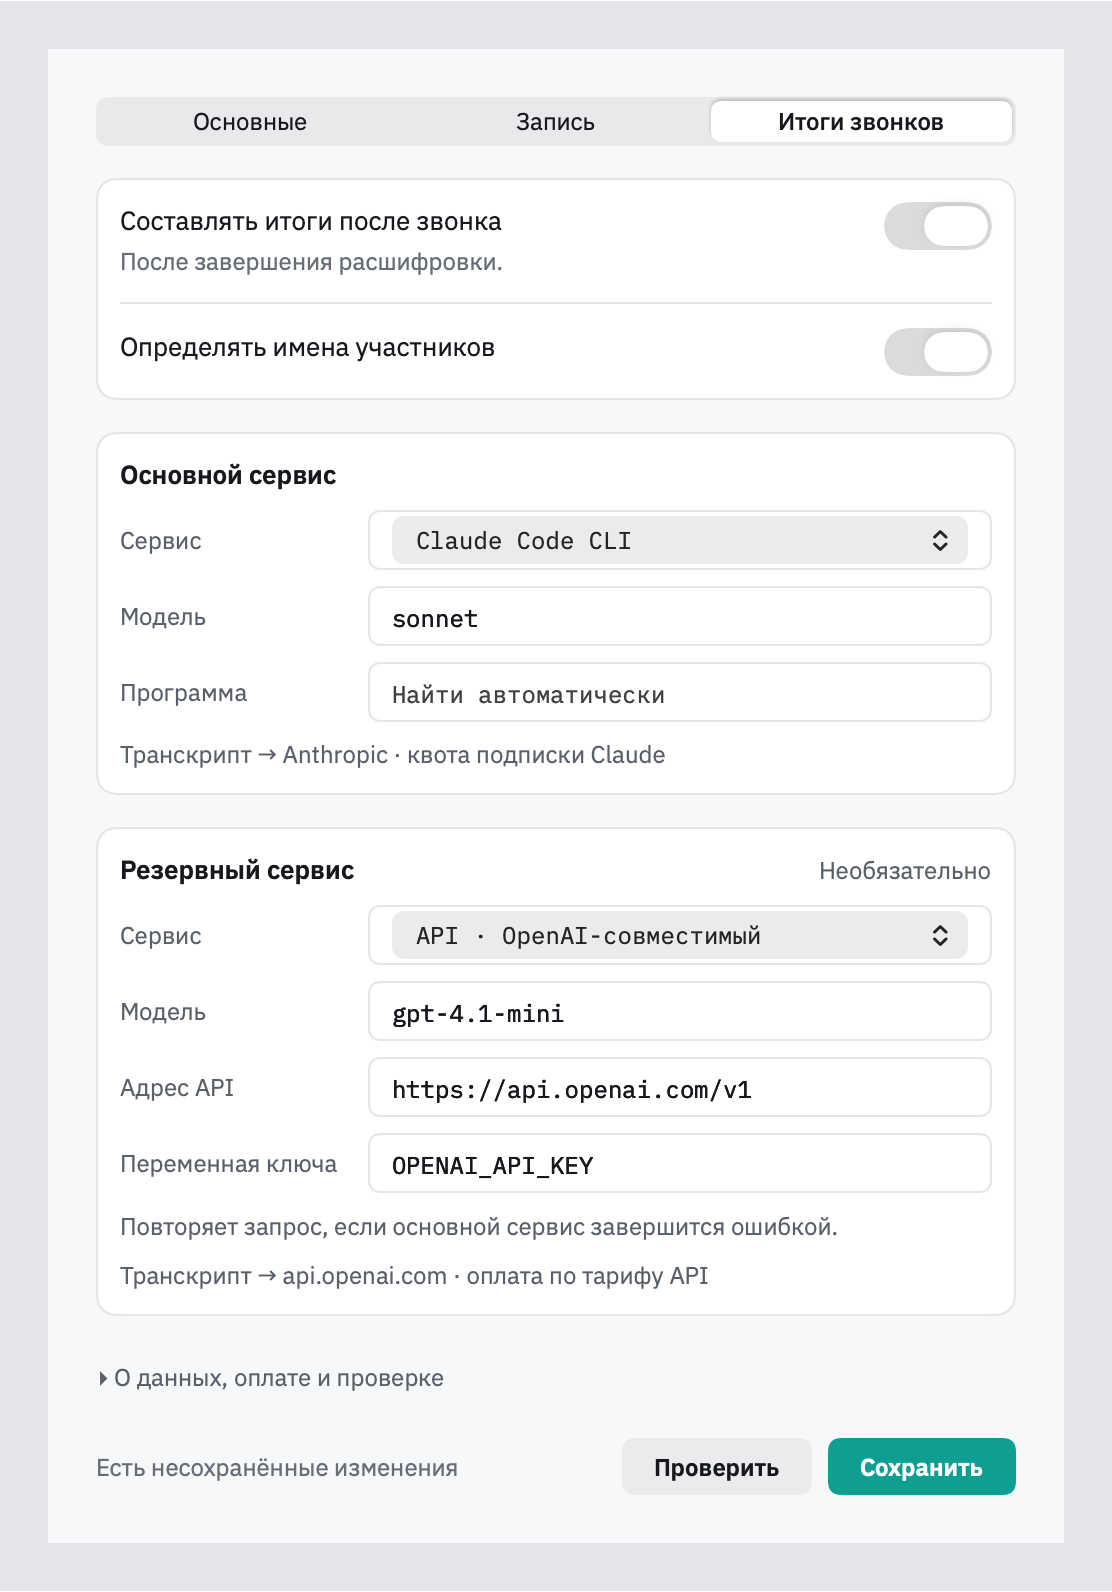 Основные
Запись
Итоги звонков
Составлять итоги после звонка
После завершения расшифровки.
Определять имена участников
Основной сервис
Сервис
Claude Code CLI
Модель
sonnet
Программа
Найти автоматически
Транскрипт → Anthropic · квота подписки Claude
Резервный сервис
Необязательно
Сервис
API · OpenAI-совместимый
Модель
gpt-4.1-mini
Адрес API
https://api.openai.com/v1
Переменная ключа
OPENAI_API_KEY
Повторяет запрос, если основной сервис завершится ошибкой.
Транскрипт → api.openai.com · оплата по тарифу API
О данных, оплате и проверке
Есть несохранённые изменения
Проверить
Сохранить